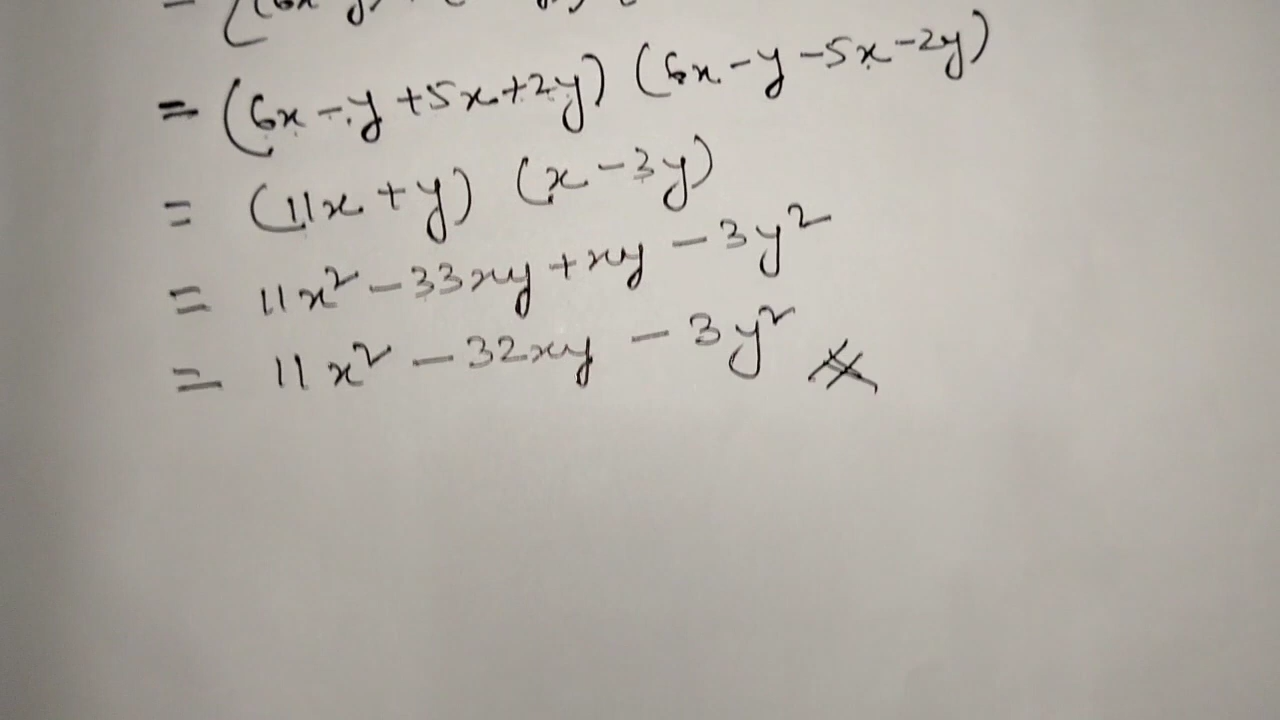 = (6x - y + 5x + 2y) (6x - y - 5x - 2y)
= (11x + y) (x - 3y)
= 11x² - 33xy + xy - 3y²
= 11x² - 32xy - 3y²